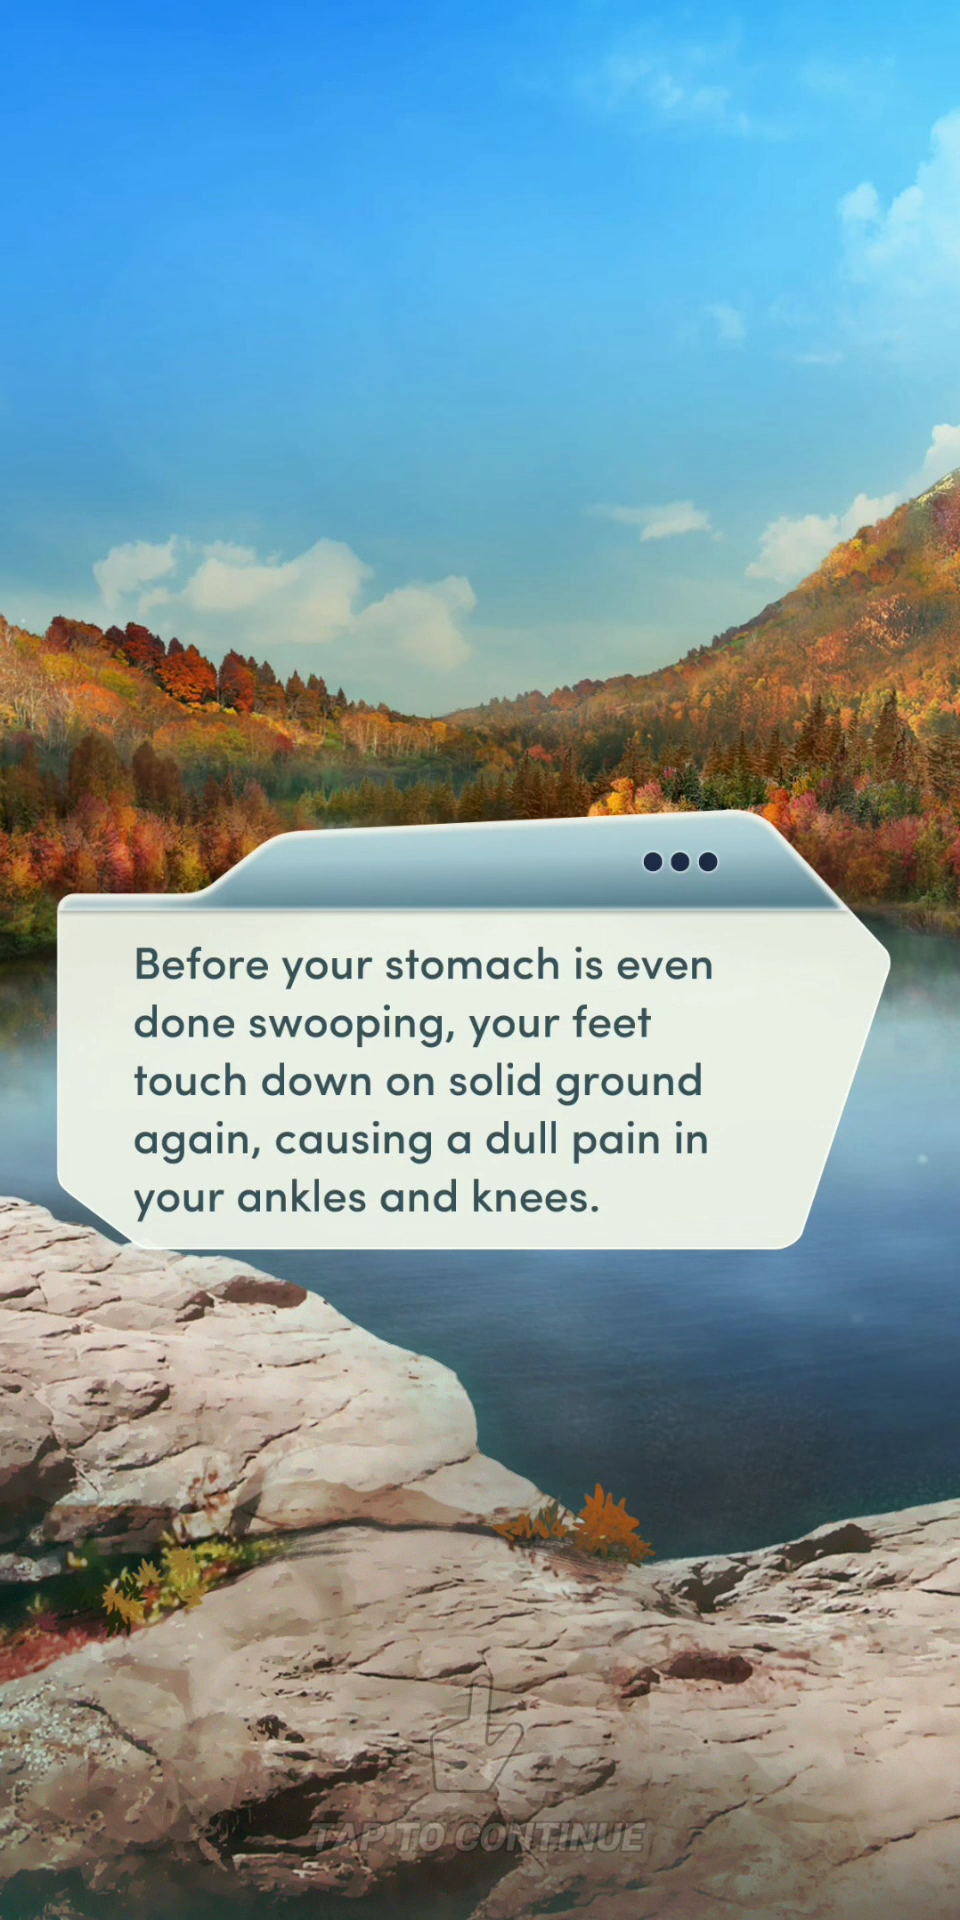 Before your stomach is even
done swooping, your feet
touch down on solid ground
again, causing a dull pain in
your ankles and knees.
TAP TO CONTINUE